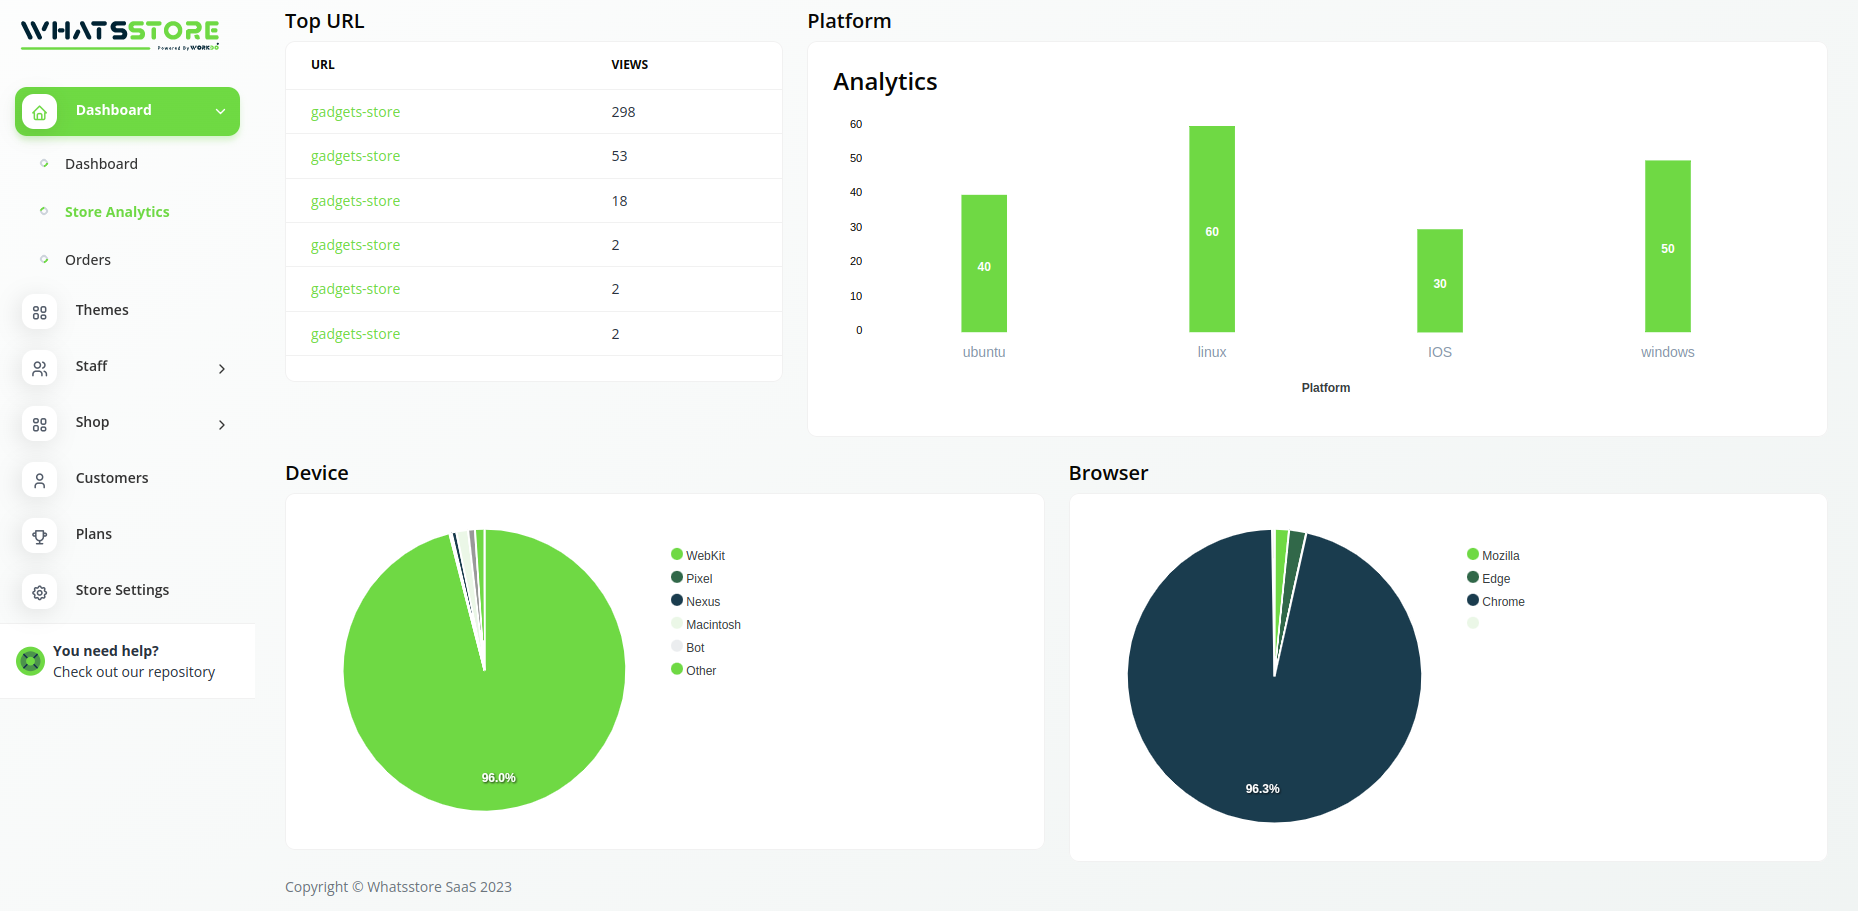 WHATSSTORE
Powered By WORKDO
Dashboard
Dashboard
Store Analytics
Orders
Themes
Staff
Shop
Customers
Plans
Store Settings
You need help?
Check out our repository
Top URL
URL VIEWS
gadgets-store 298
gadgets-store 53
gadgets-store 18
gadgets-store 2
gadgets-store 2
gadgets-store 2
Platform
Analytics
60
50
40
30
20
10
0
40
60
30
50
ubuntu linux IOS windows
Platform
Device
96.0%
WebKit
Pixel
Nexus
Macintosh
Bot
Other
Browser
96.3%
Mozilla
Edge
Chrome
Copyright © Whatsstore SaaS 2023